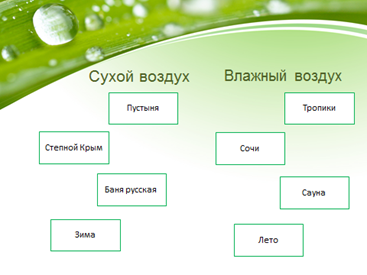 Сухой воздух
Влажный воздух
Пустыня
Тропики
Степной Крым
Сочи
Баня русская
Сауна
Зима
Лето